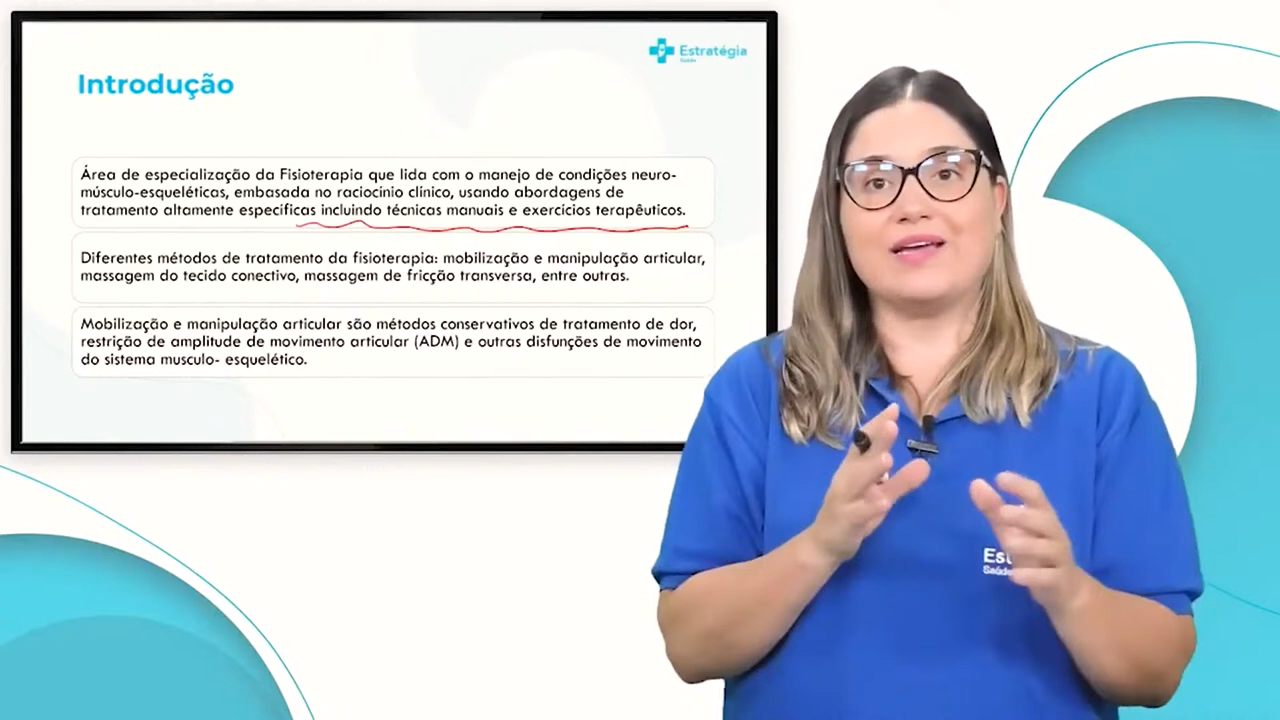 Estratégia
Saúde
Introdução
Área de especialização da Fisioterapia que lida com o manejo de condições neuro-
músculo-esqueléticas, embasada no raciocínio clínico, usando abordagens de
tratamento altamente específicas incluindo técnicas manuais e exercícios terapêuticos.
Diferentes métodos de tratamento da fisioterapia: mobilização e manipulação articular,
massagem do tecido conectivo, massagem de fricção transversa, entre outras.
Mobilização e manipulação articular são métodos conservativos de tratamento de dor,
restrição de amplitude de movimento articular (ADM) e outras disfunções de movimento
do sistema musculo- esquelético.
Est
Saúde